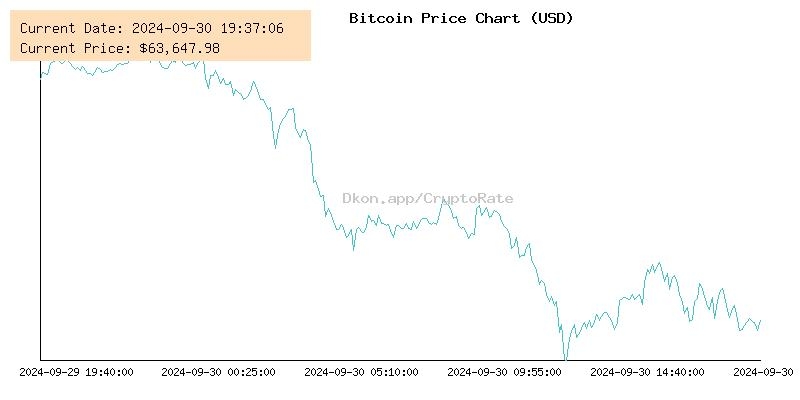 Bitcoin Price Chart (USD)
Current Date: 2024-09-30 19:37:06
Current Price: $63,647.98
Dkon.app/CryptoRate
2024-09-29 19:40:00 2024-09-30 00:25:00 2024-09-30 05:10:00 2024-09-30 09:55:00 2024-09-30 14:40:00 2024-09-30